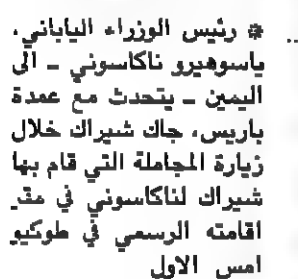 * رئيس الوزراء الياباني،
ياسوهيرو ناكاسوني ـ الى
اليمين ـ يتحدث مع عمدة
باريس، جاك شيراك خلال
زيارة المجاملة التي قام بها
شيراك لناكاسوني في مقر
اقامته الرسمي في طوكيو
امس الاول